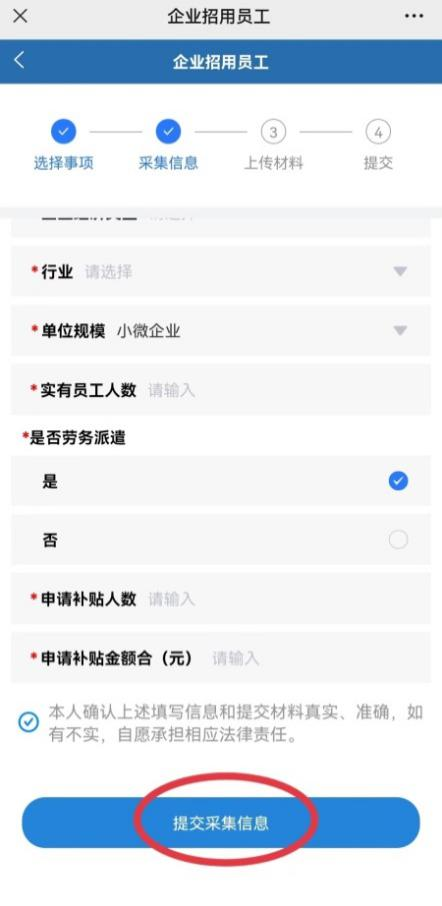 企业招用员工
企业招用员工
3
4
选择事项
采集信息
上传材料
提交
*行业 请选择
*单位规模 小微企业
*实有员工人数 请输入
*是否劳务派遣
是
否
*申请补贴人数 请输入
*申请补贴金额合（元） 请输入
本人确认上述填写信息和提交材料真实、准确，如
有不实，自愿承担相应法律责任。
提交采集信息